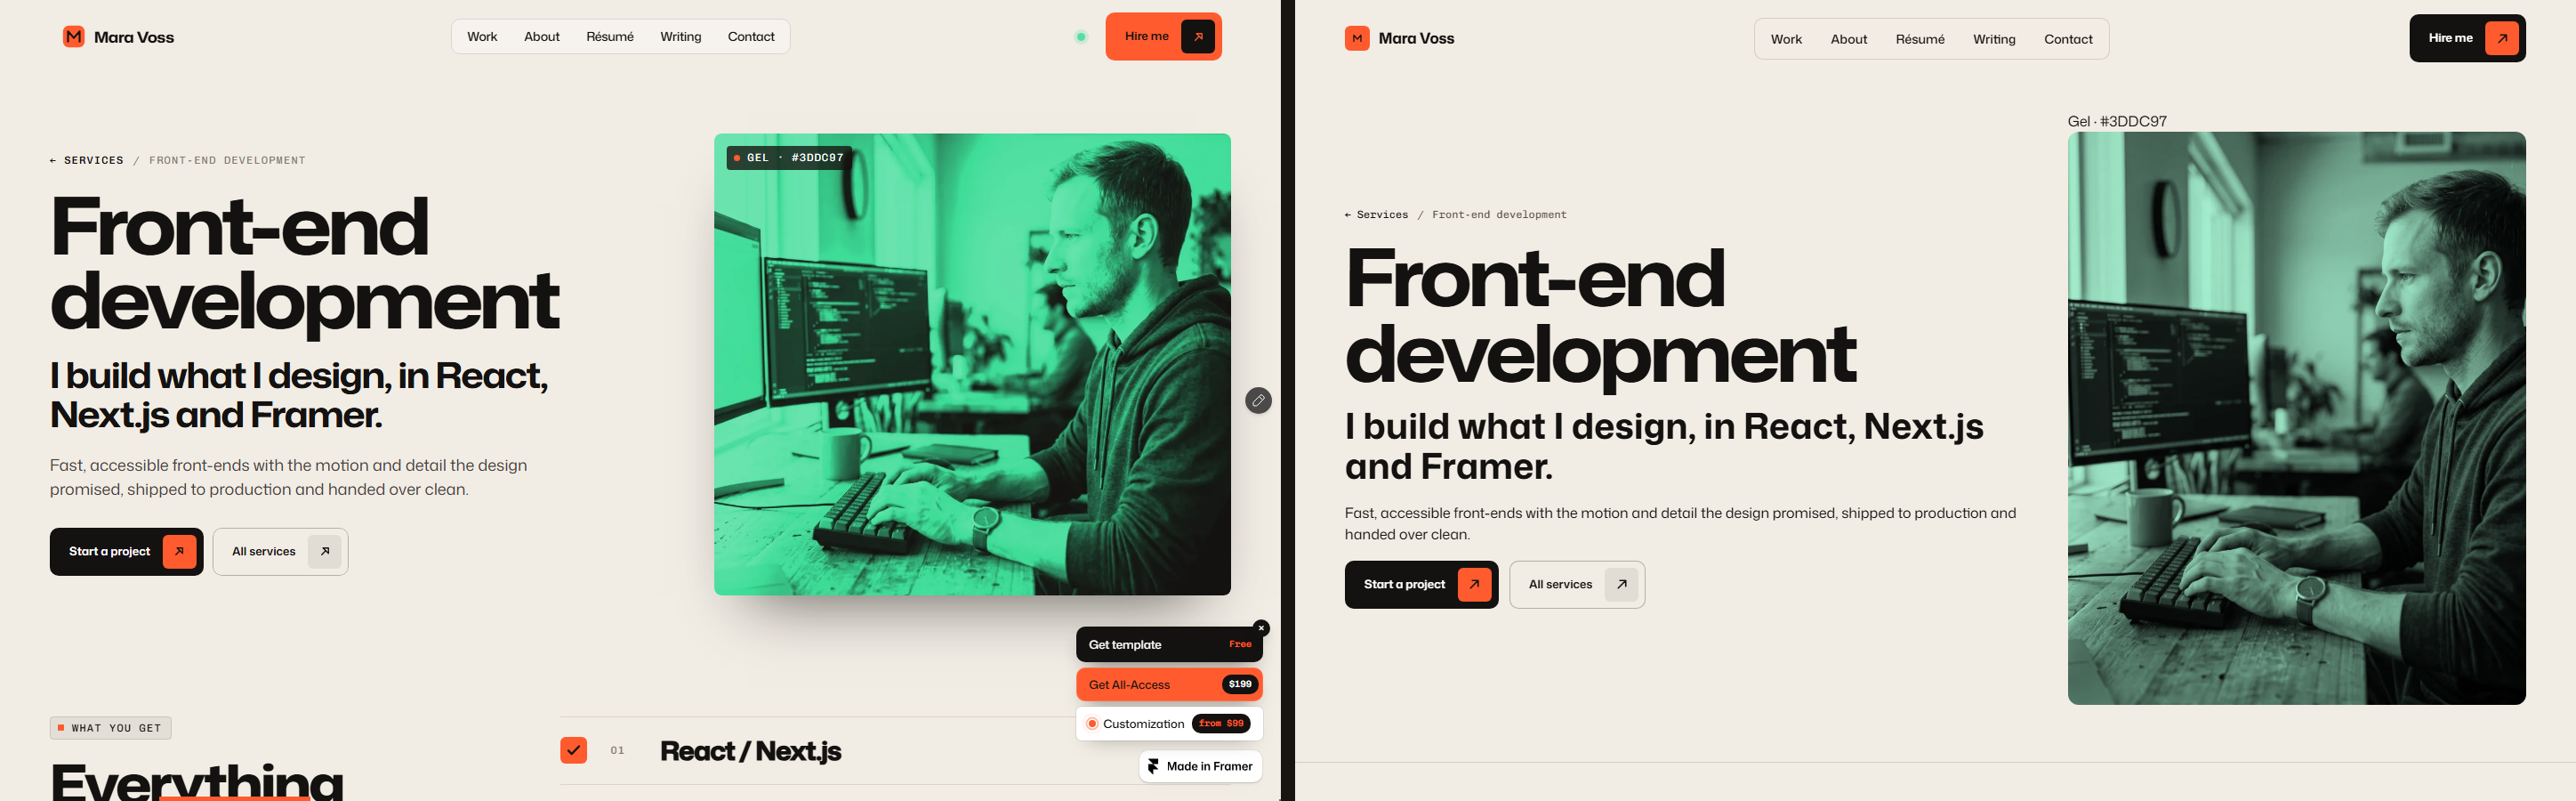 Mara Voss
Work
About
Résumé
Writing
Contact
Hire me
← SERVICES / FRONT-END DEVELOPMENT
Front-end
development
I build what I design, in React,
Next.js and Framer.
Fast, accessible front-ends with the motion and detail the design
promised, shipped to production and handed over clean.
Start a project
All services
GEL · #3DDC97
Get template Free
Get All-Access $199
Customization from $99
Made in Framer
WHAT YOU GET
Everything
01 React / Next.js
Mara Voss
Work
About
Résumé
Writing
Contact
Hire me
Gel · #3DDC97
← Services / Front-end development
Front-end
development
I build what I design, in React, Next.js
and Framer.
Fast, accessible front-ends with the motion and detail the design promised, shipped to production and
handed over clean.
Start a project
All services